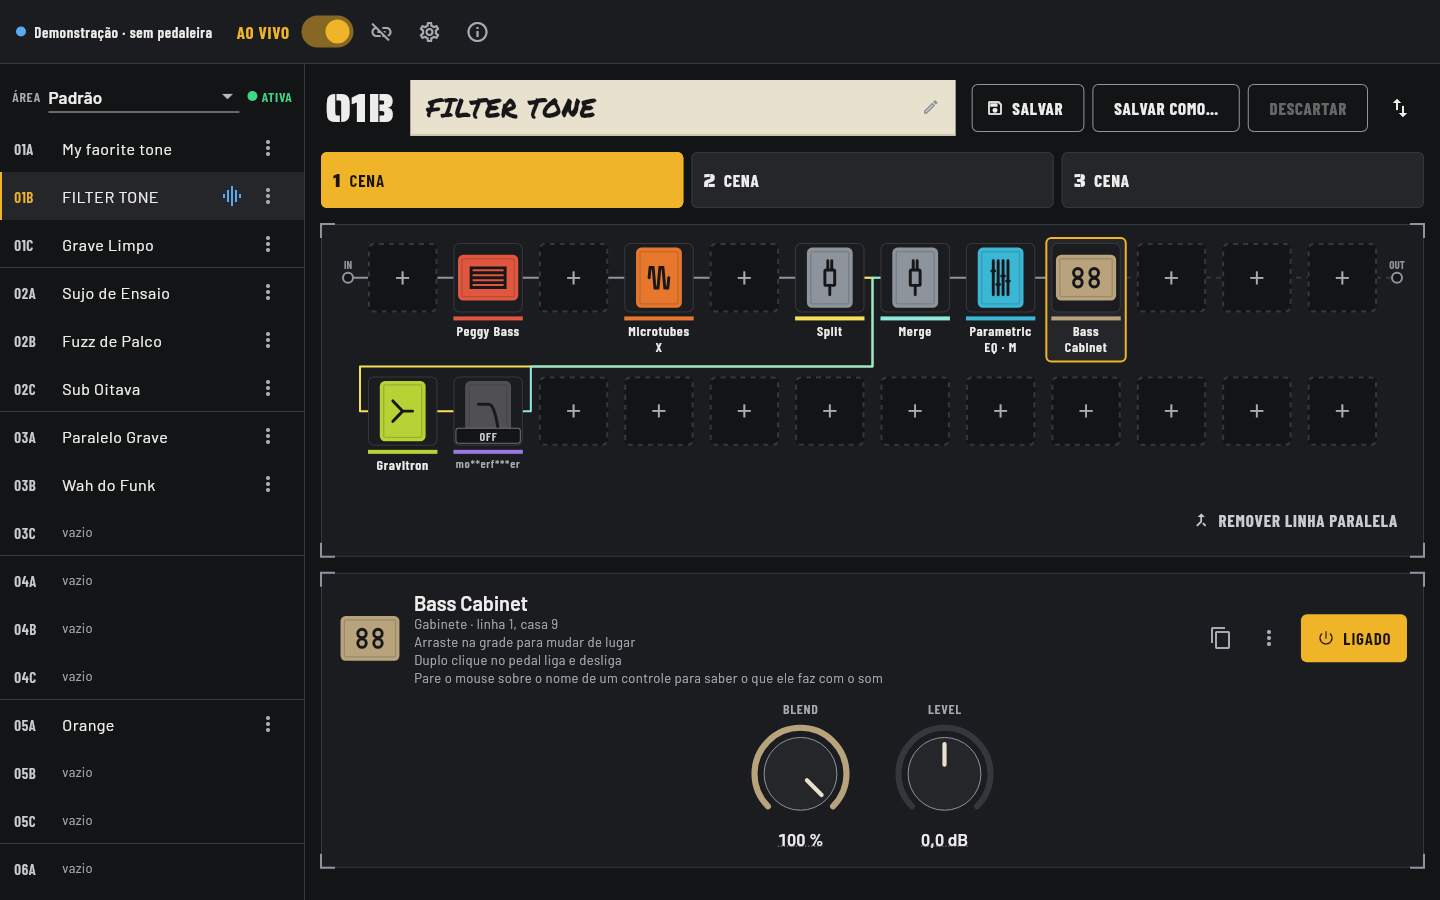 Demonstração · sem pedaleira
AO VIVO
ÁREA Padrão ATIVA
01A My faorite tone
01B FILTER TONE
01C Grave Limpo
02A Sujo de Ensaio
02B Fuzz de Palco
02C Sub Oitava
03A Paralelo Grave
03B Wah do Funk
03C vazio
04A vazio
04B vazio
04C vazio
05A Orange
05B vazio
05C vazio
06A vazio
01B FILTER TONE
SALVAR
SALVAR COMO...
DESCARTAR
1 CENA
2 CENA
3 CENA
IN
OUT
Peggy Bass
Microtubes
X
Split
Merge
Parametric
EQ · M
Bass
Cabinet
OFF
Gravitron
mo**erf***er
REMOVER LINHA PARALELA
Bass Cabinet
Gabinete · linha 1, casa 9
Arraste na grade para mudar de lugar
Duplo clique no pedal liga e desliga
Pare o mouse sobre o nome de um controle para saber o que ele faz com o som
LIGADO
BLEND
LEVEL
100 %
0,0 dB